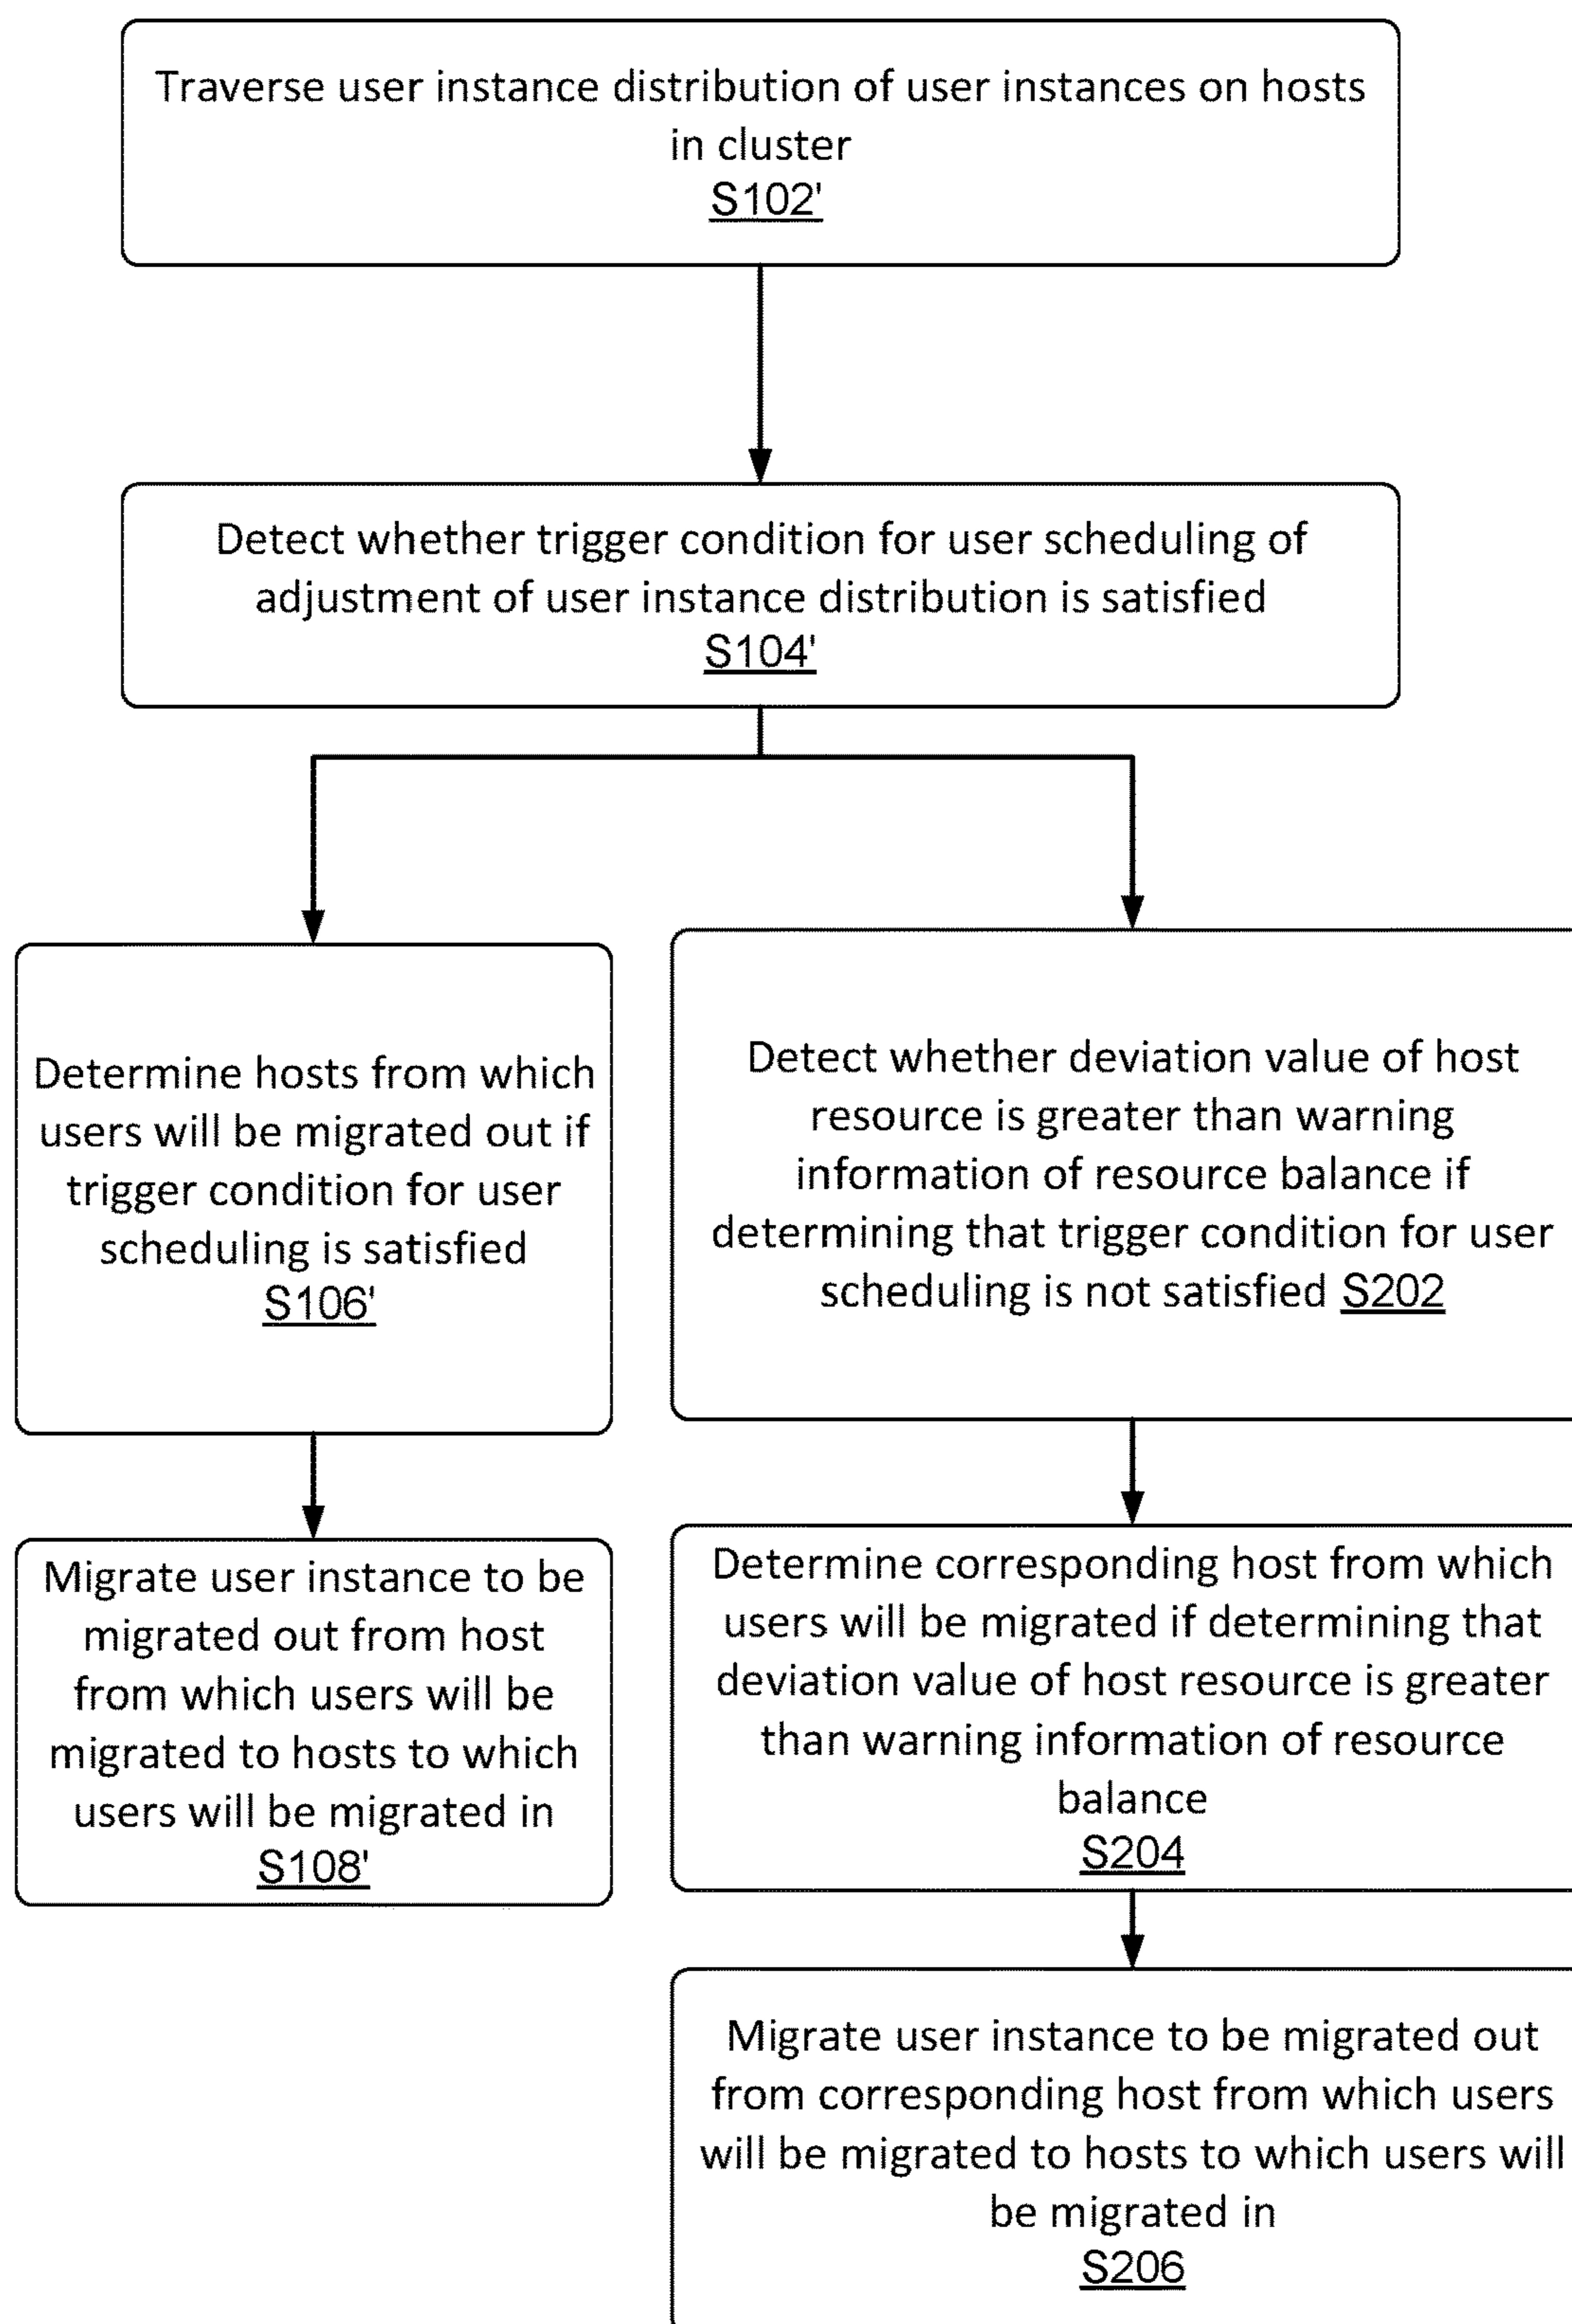 Traverse user instance distribution of user instances on hosts
in cluster
S102'
Detect whether trigger condition for user scheduling of
adjustment of user instance distribution is satisfied
S104'
Determine hosts from which
users will be migrated out if
trigger condition for user
scheduling is satisfied
S106'
Detect whether deviation value of host
resource is greater than warning
information of resource balance if
determining that trigger condition for user
scheduling is not satisfied S202
Migrate user instance to be
migrated out from host
from which users will be
migrated to hosts to which
users will be migrated in
S108'
Determine corresponding host from which
users will be migrated if determining that
deviation value of host resource is greater
than warning information of resource
balance
S204
Migrate user instance to be migrated out
from corresponding host from which users
will be migrated to hosts to which users will
be migrated in
S206